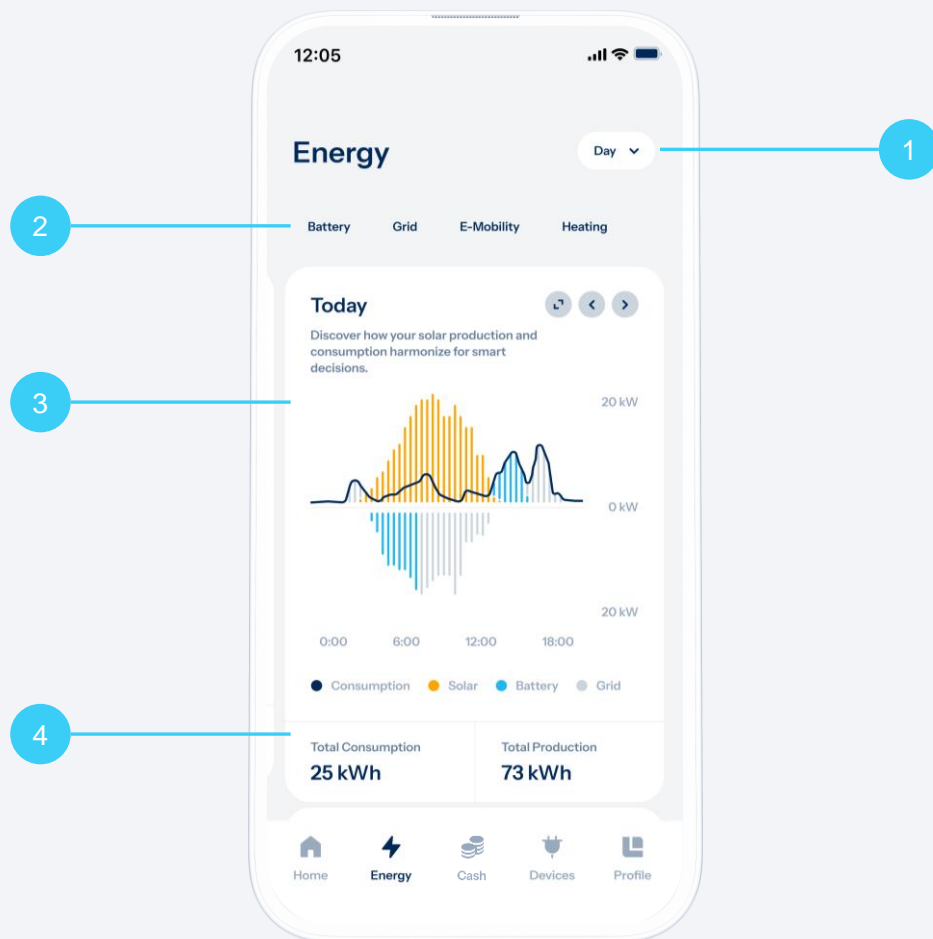 12:05
Energy
Day
1
2
Battery Grid E-Mobility Heating
Today
Discover how your solar production and
consumption harmonize for smart
decisions.
3
20 kW
0 kW
20 kW
0:00 6:00 12:00 18:00
Consumption Solar Battery Grid
4
Total Consumption Total Production
25 kWh 73 kWh
Home Energy Cash Devices Profile